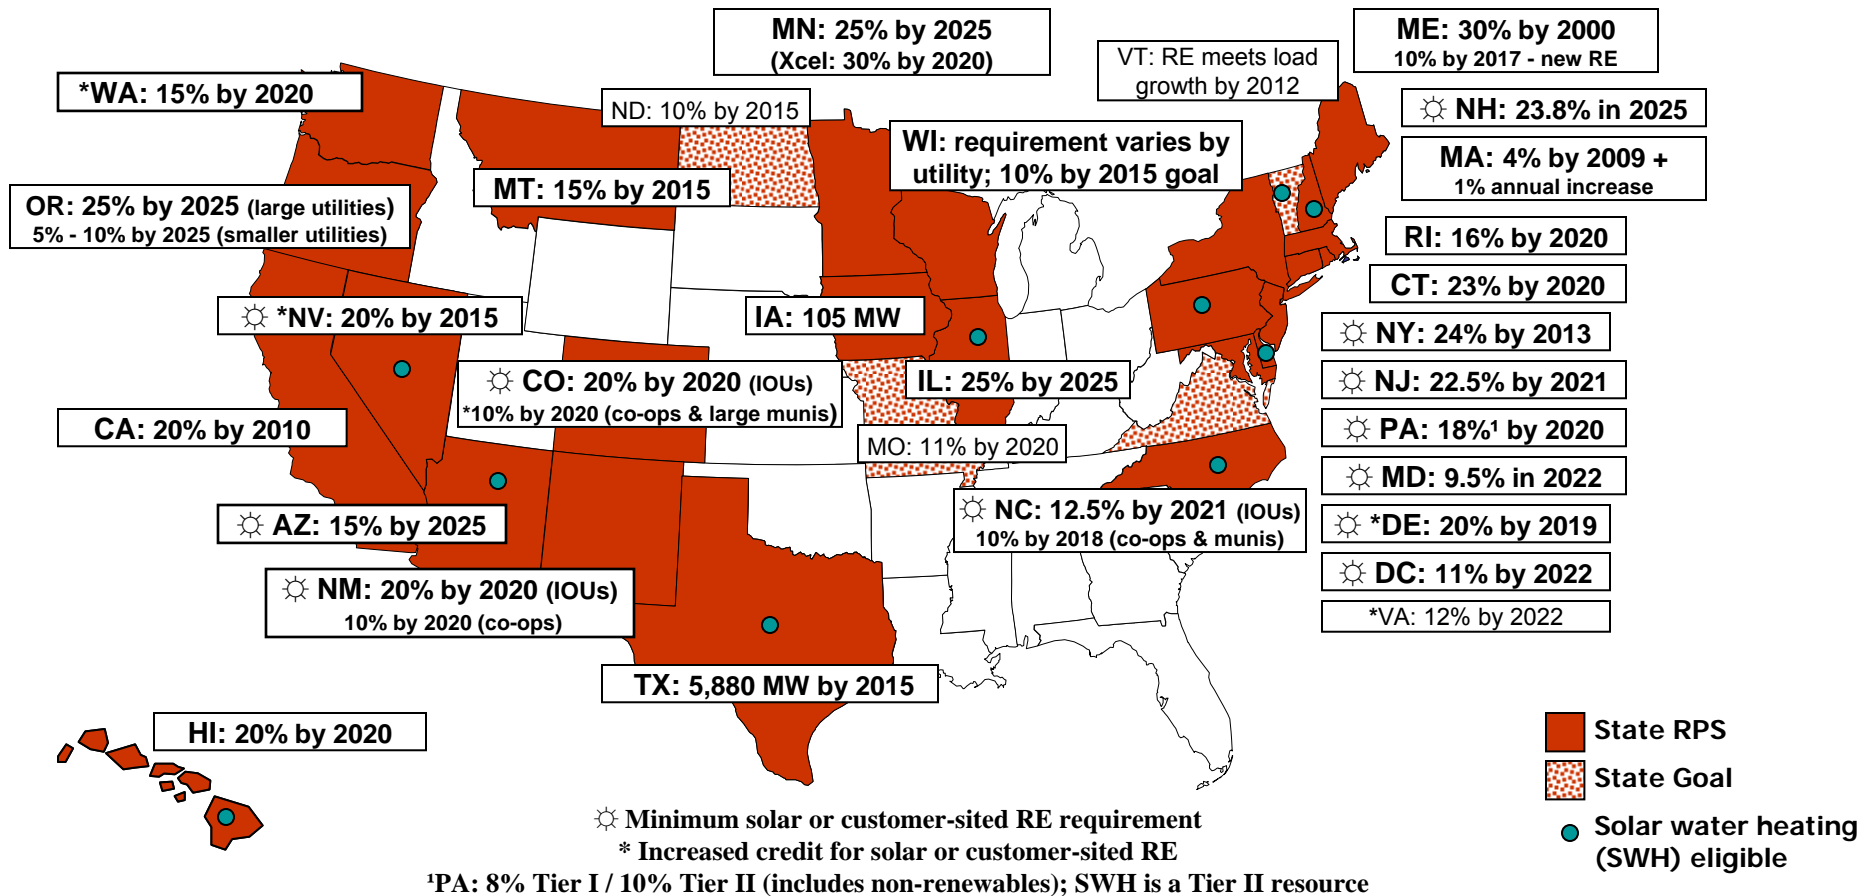 MN: 25% by 2025
(Xcel: 30% by 2020)
ME: 30% by 2000
10% by 2017 - new RE
VT: RE meets load
growth by 2012
*WA: 15% by 2020
ND: 10% by 2015
☼ NH: 23.8% in 2025
WI: requirement varies by
utility; 10% by 2015 goal
MA: 4% by 2009 +
1% annual increase
MT: 15% by 2015
OR: 25% by 2025 (large utilities)
5% - 10% by 2025 (smaller utilities)
RI: 16% by 2020
CT: 23% by 2020
☼ *NV: 20% by 2015
IA: 105 MW
☼ NY: 24% by 2013
☼ CO: 20% by 2020 (IOUs)
*10% by 2020 (co-ops & large munis)
IL: 25% by 2025
☼ NJ: 22.5% by 2021
CA: 20% by 2010
MO: 11% by 2020
☼ PA: 18%¹ by 2020
☼ MD: 9.5% in 2022
☼ AZ: 15% by 2025
☼ NC: 12.5% by 2021 (IOUs)
10% by 2018 (co-ops & munis)
☼ *DE: 20% by 2019
☼ DC: 11% by 2022
☼ NM: 20% by 2020 (IOUs)
10% by 2020 (co-ops)
*VA: 12% by 2022
TX: 5,880 MW by 2015
HI: 20% by 2020
State RPS
State Goal
Solar water heating
(SWH) eligible
☼ Minimum solar or customer-sited RE requirement
* Increased credit for solar or customer-sited RE
¹PA: 8% Tier I / 10% Tier II (includes non-renewables); SWH is a Tier II resource